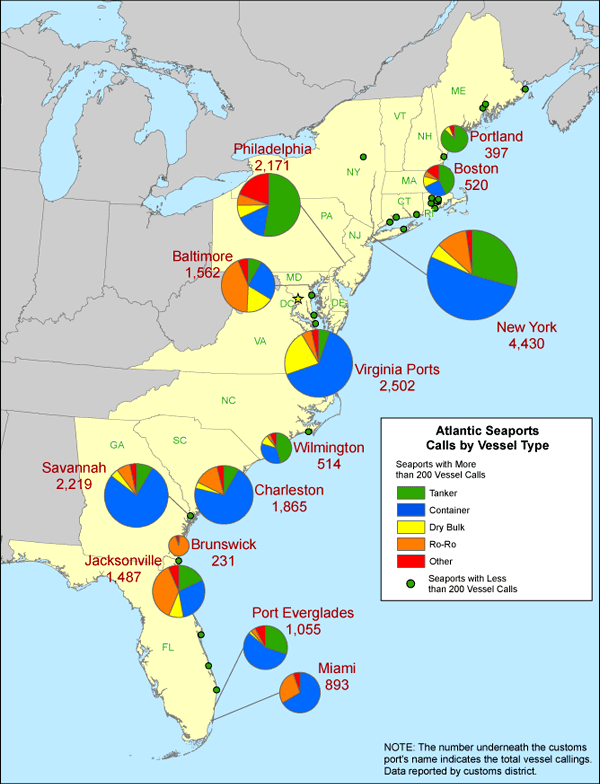 ME
VT
NH
Portland
397
Philadelphia
2,171
NY
MA
Boston
520
CT
RI
PA
NJ
Baltimore
1,562
MD
DC
DE
New York
4,430
VA
Virginia Ports
2,502
NC
Wilmington
514
GA
SC
Savannah
2,219
Charleston
1,865
Brunswick
231
Jacksonville
1,487
Port Everglades
1,055
FL
Miami
893
Atlantic Seaports
Calls by Vessel Type
Seaports with More
than 200 Vessel Calls
Tanker
Container
Dry Bulk
Ro-Ro
Other
Seaports with Less
than 200 Vessel Calls
NOTE: The number underneath the customs
port's name indicates the total vessel callings.
Data reported by customs district.